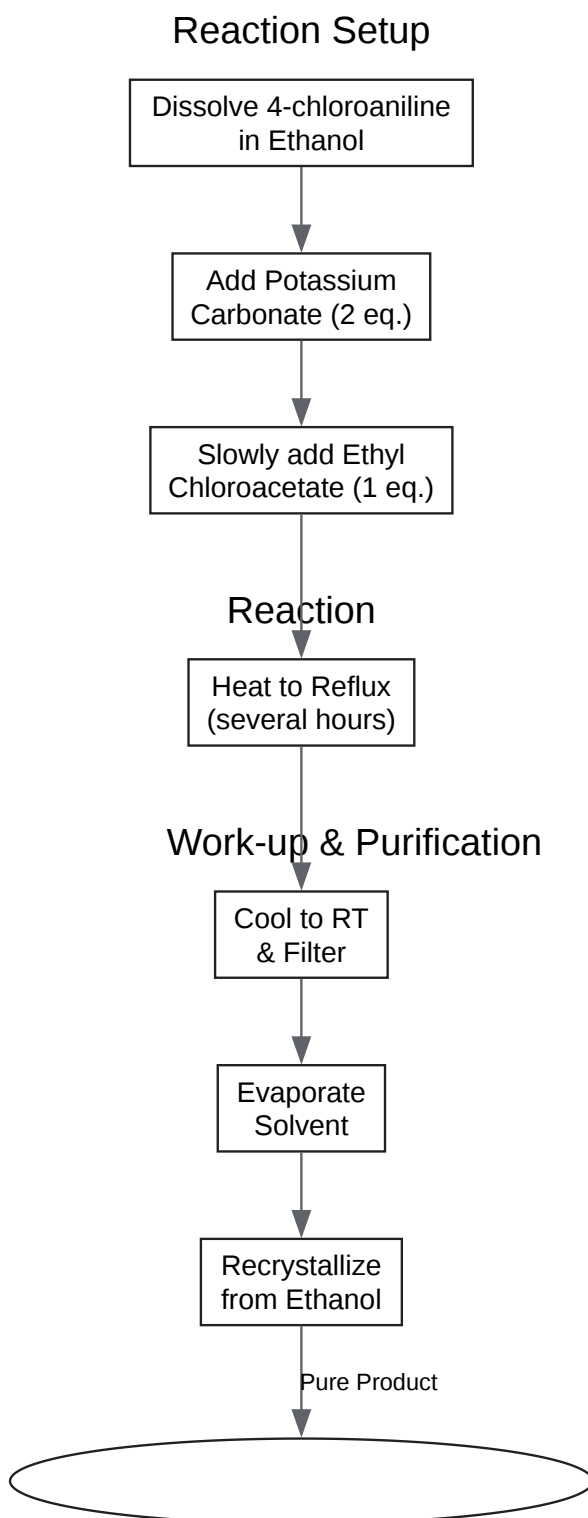 Reaction Setup
Dissolve 4-chloroaniline
in Ethanol
Add Potassium
Carbonate (2 eq.)
Slowly add Ethyl
Chloroacetate (1 eq.)
Reaction
Heat to Reflux
(several hours)
Work-up & Purification
Cool to RT
& Filter
Evaporate
Solvent
Recrystallize
from Ethanol
Pure Product